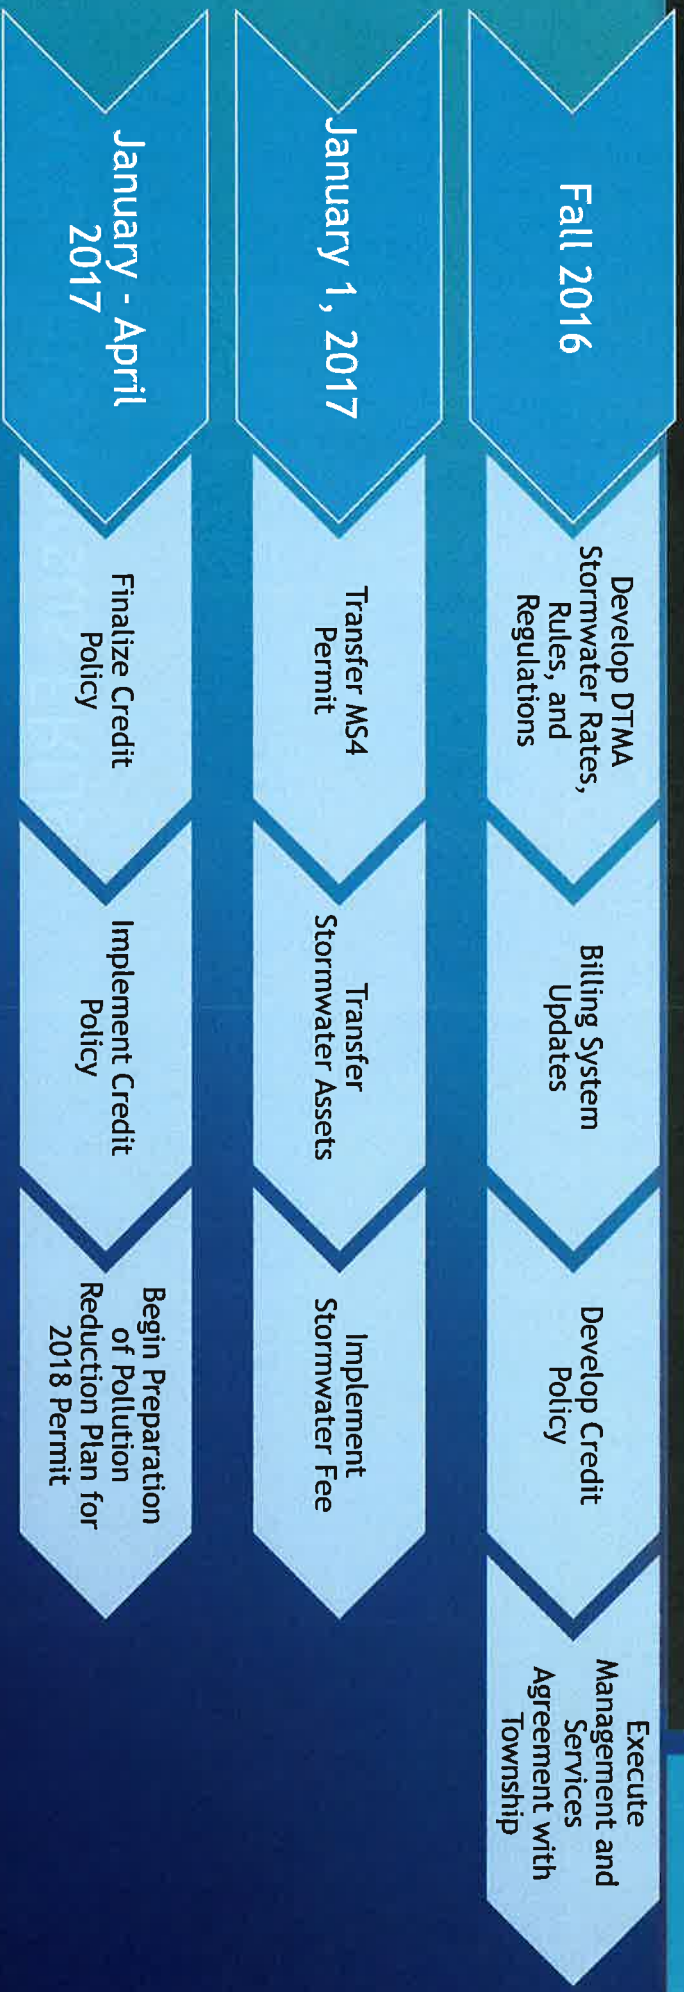 Fall 2016
Develop DTMA
Stormwater Rates,
Rules, and
Regulations
Billing System
Updates
Develop Credit
Policy
Execute
Management and
Services
Agreement with
Township
January 1, 2017
Transfer MS4
Permit
Transfer
Stormwater Assets
Implement
Stormwater Fee
January - April
2017
Finalize Credit
Policy
Implement Credit
Policy
Begin Preparation
of Pollution
Reduction Plan for
2018 Permit